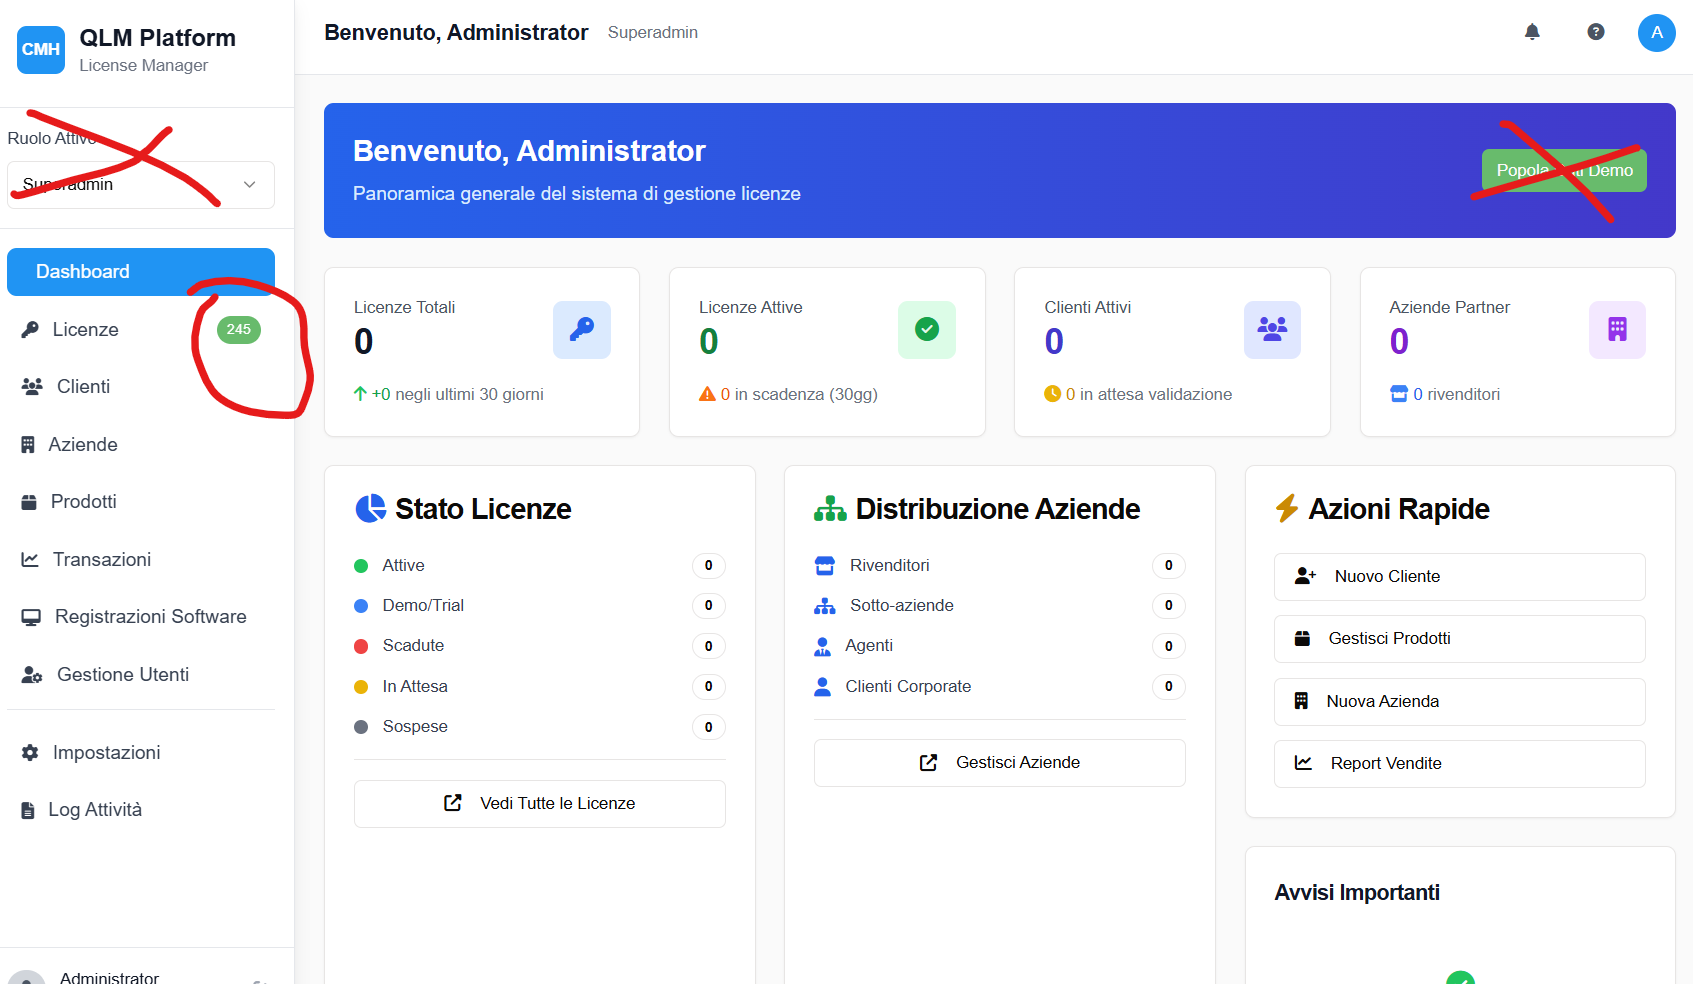 CMH
QLM Platform
License Manager
Ruolo Attivo
Superadmin
Dashboard
Licenze 245
Clienti
Aziende
Prodotti
Transazioni
Registrazioni Software
Gestione Utenti
Impostazioni
Log Attività
Administrator
Benvenuto, Administrator Superadmin
A
Benvenuto, Administrator
Panoramica generale del sistema di gestione licenze
Popola Demo
Licenze Totali
0
+0 negli ultimi 30 giorni
Licenze Attive
0
0 in scadenza (30gg)
Clienti Attivi
0
0 in attesa validazione
Aziende Partner
0
0 rivenditori
Stato Licenze
Attive 0
Demo/Trial 0
Scadute 0
In Attesa 0
Sospese 0
Vedi Tutte le Licenze
Distribuzione Aziende
Rivenditori 0
Sotto-aziende 0
Agenti 0
Clienti Corporate 0
Gestisci Aziende
Azioni Rapide
Nuovo Cliente
Gestisci Prodotti
Nuova Azienda
Report Vendite
Avvisi Importanti